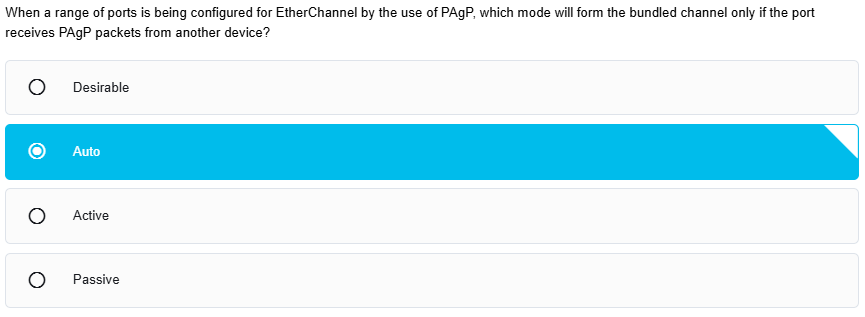 When a range of ports is being configured for EtherChannel by the use of PAgP, which mode will form the bundled channel only if the port
receives PAgP packets from another device?
Desirable
Auto
Active
Passive